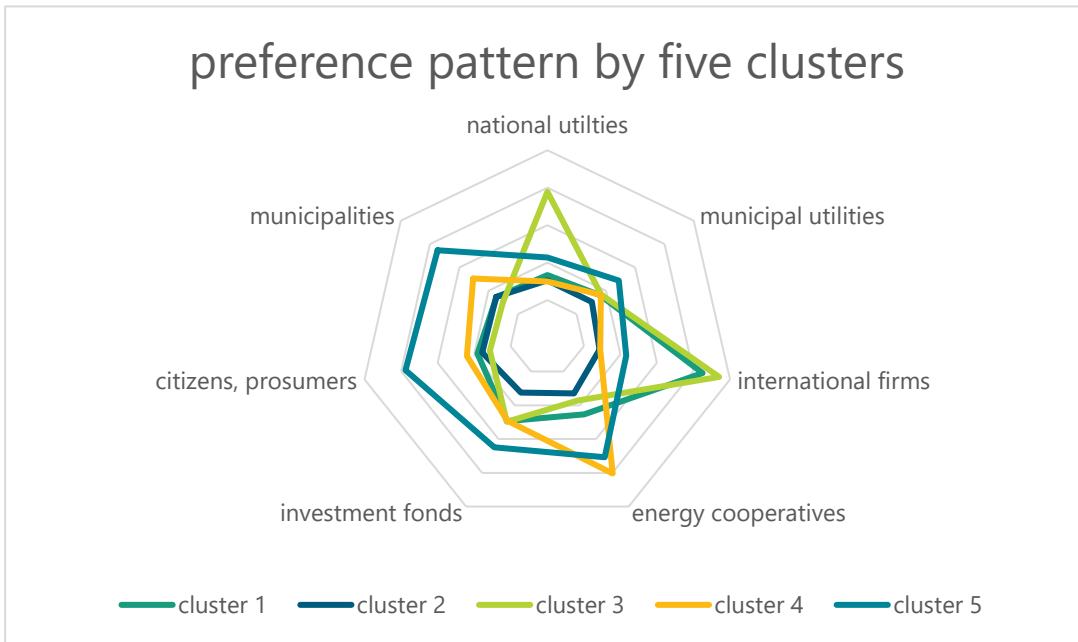 preference pattern by five clusters
national utilties
municipalities
municipal utilities
citizens, prosumers
international firms
investment fonds
energy cooperatives
cluster 1 cluster 2 cluster 3 cluster 4 cluster 5